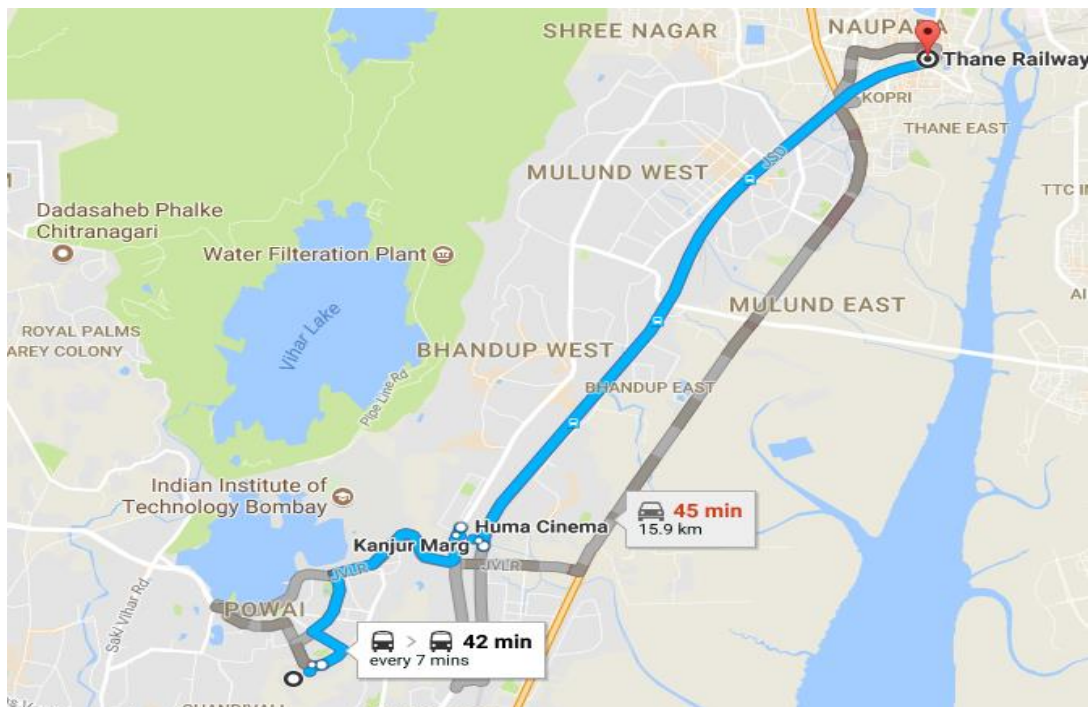 SHREE NAGAR
NAUPADA
Thane Railway
KOPRI
THANE EAST
MULUND WEST
JSD
TTC IN
Dadasaheb Phalke
Chitranagari
Water Filteration Plant
MULUND EAST
ROYAL PALMS
AREY COLONY
Vihar Lake
BHANDUP WEST
Pipe Line Rd
BHANDUP EAST
Indian Institute of
Technology Bombay
45 min
15.9 km
Huma Cinema
Kanjur Marg
JVLR
JVLR
Saki Vihar Rd
POWAI
> 42 min
every 7 mins